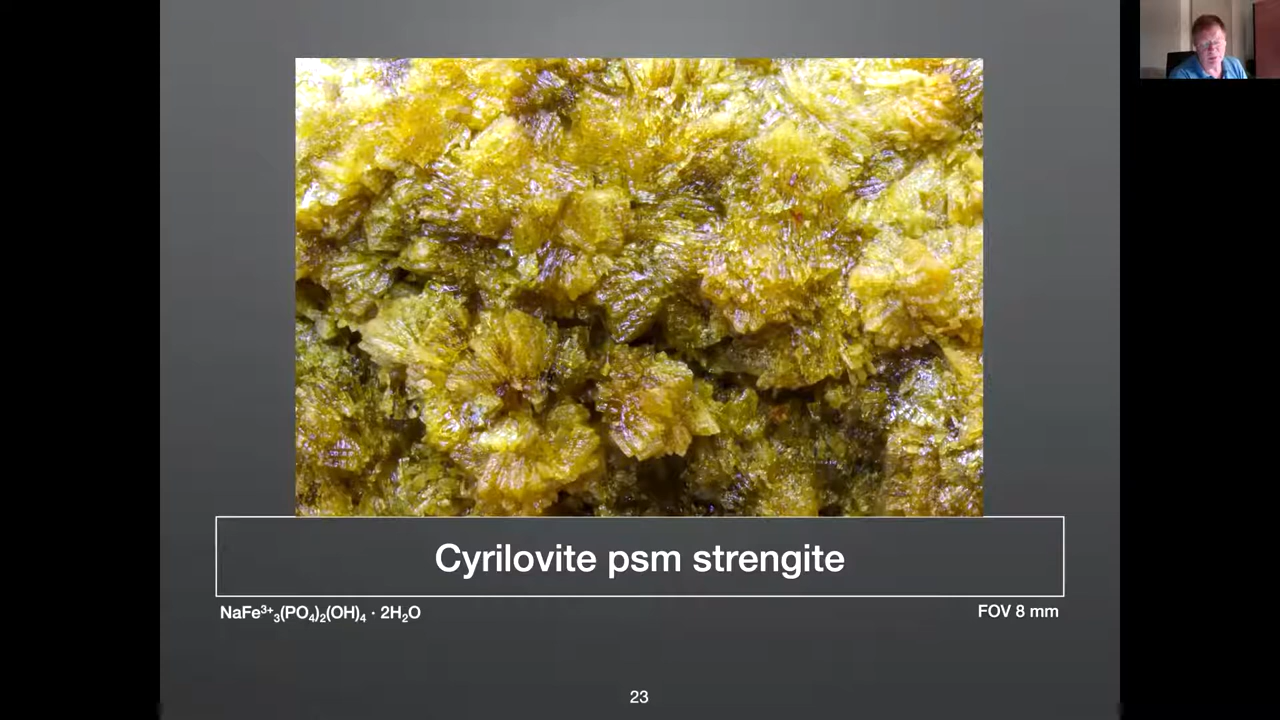 Cyrilovite psm strengite
NaFe³⁺₃(PO₄)₂(OH)₄ · 2H₂O
FOV 8 mm
23